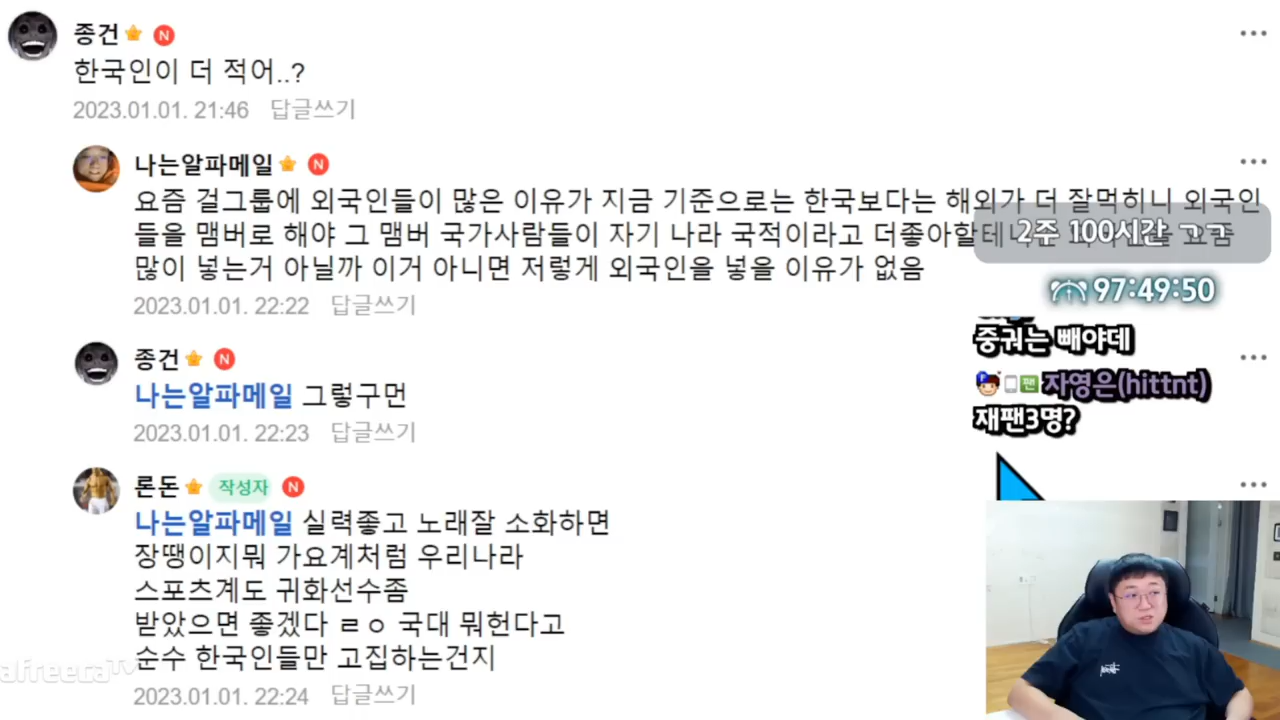 종건 N
한국인이 더 적어..?
2023.01.01. 21:46 답글쓰기
나는알파메일 N
요즘 걸그룹에 외국인들이 많은 이유가 지금 기준으로는 한국보다는 해외가 더 잘먹히니 외국인
들을 맴버로 해야 그 맴버 국가사람들이 자기 나라 국적이라고 더좋아할테니
많이 넣는거 아닐까 이거 아니면 저렇게 외국인을 넣을 이유가 없음
2023.01.01. 22:22 답글쓰기
종건 N
나는알파메일 그렇구먼
2023.01.01. 22:23 답글쓰기
론돈 작성자 N
나는알파메일 실력좋고 노래잘 소화하면
장땡이지뭐 가요계처럼 우리나라
스포츠계도 귀화선수좀
받았으면 좋겠다 ㄹㅇ 국대 뭐헌다고
순수 한국인들만 고집하는건지
2023.01.01. 22:24 답글쓰기
2주 100시간 ㄱㄱ
97:49:50
중궈는 빼야데
팬 자영은(hittnt)
재팬3명?
afreecaTV